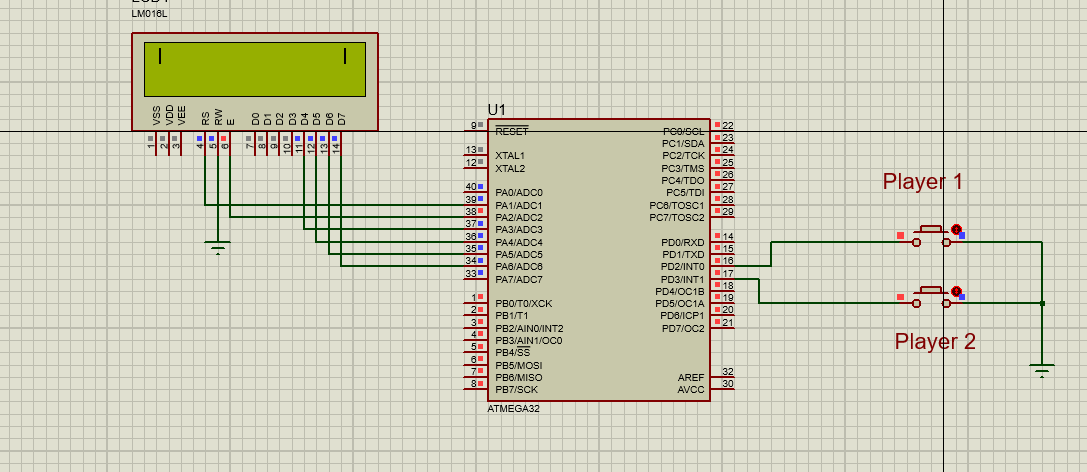 LM016L
VSS
VDD
VEE
RS
RW
E
D0
D1
D2
D3
D4
D5
D6
D7
1
2
3
4
5
6
7
8
9
10
11
12
13
14
U1
9 RESET
13 XTAL1
12 XTAL2
40 PA0/ADC0
39 PA1/ADC1
38 PA2/ADC2
37 PA3/ADC3
36 PA4/ADC4
35 PA5/ADC5
34 PA6/ADC6
33 PA7/ADC7
1 PB0/T0/XCK
2 PB1/T1
3 PB2/AIN0/INT2
4 PB3/AIN1/OC0
5 PB4/SS
6 PB5/MOSI
7 PB6/MISO
8 PB7/SCK
PC0/SCL 22
PC1/SDA 23
PC2/TCK 24
PC3/TMS 25
PC4/TDO 26
PC5/TDI 27
PC6/TOSC1 28
PC7/TOSC2 29
PD0/RXD 14
PD1/TXD 15
PD2/INT0 16
PD3/INT1 17
PD4/OC1B 18
PD5/OC1A 19
PD6/ICP1 20
PD7/OC2 21
AREF 32
AVCC 30
ATMEGA32
Player 1
Player 2